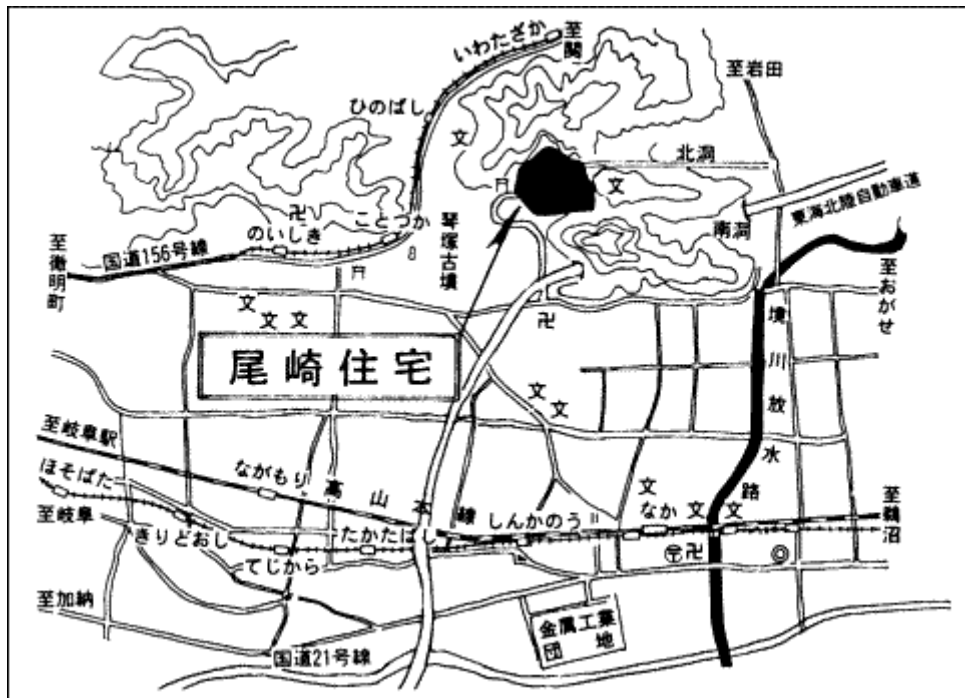 至関
いわたざか
至岩田
ひのばし
文
北洞
文
東海北陸自動車道
南洞
卍
ことづか
のいしき
琴塚古墳
国道156号線
至徹明町
至おがせ
文
文
文
卍
境川放水路
尾崎住宅
文
文
至岐阜駅
ほそばた
ながもり
高山本線
文
至鵜沼
至岐阜
きりどおし
たかたばし
しんかのう
なか
文
文
てじから
卍
至加納
金属工業
団地
国道21号線